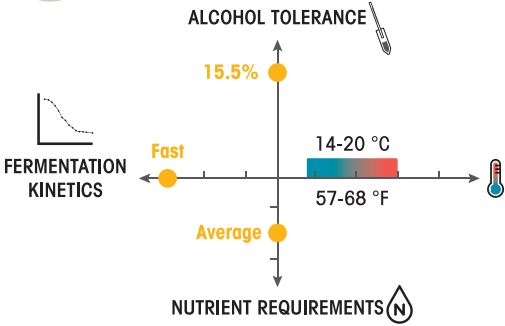 ALCOHOL TOLERANCE
15.5%
Fast
14-20 °C
FERMENTATION
KINETICS
57-68 °F
Average
NUTRIENT REQUIREMENTS
N